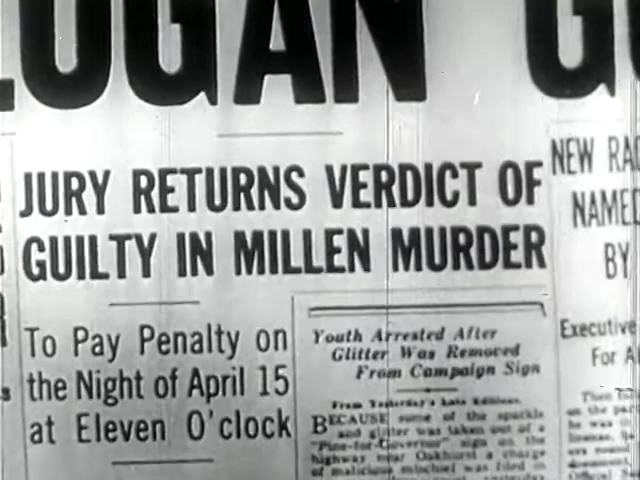 LOGAN GU
JURY RETURNS VERDICT OF
GUILTY IN MILLEN MURDER
To Pay Penalty on
the Night of April 15
at Eleven O'clock
Youth Arrested After
Glitter Was Removed
From Campaign Sign
From Yesterday's Late Editions.
BECAUSE some of the sparkle
and glitter was taken out of a
"Pine-for-Governor" sign on the
highway near Oakhurst a charge
of malicious mischief was filed in
NEW RAC
NAMED
BY
Executive
For A